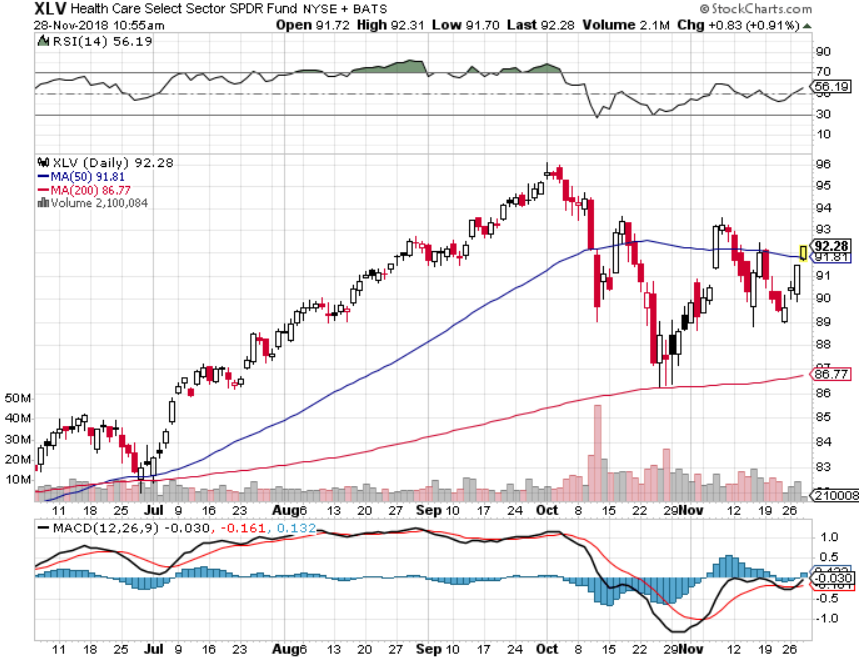 XLV Health Care Select Sector SPDR Fund NYSE + BATS © StockCharts.com
28-Nov-2018 10:55am Open 91.72 High 92.31 Low 91.70 Last 92.28 Volume 2.1M Chg +0.83 (+0.91%)
RSI(14) 56.19
90
70
56.19
30
10
XLV (Daily) 92.28
MA(50) 91.81
MA(200) 86.77
Volume 2,100,084
96
95
94
93
92.28
91.81
91
90
89
88
86.77
86
85
84
83
50M
40M
30M
20M
10M
210008
11 18 25 Jul 9 16 23 Aug 6 13 20 27 Sep 10 17 24 Oct 8 15 22 29 Nov 12 19 26
MACD(12,26,9) -0.030, -0.161, 0.132
1.0
0.5
-0.030
-0.5
-1.0
11 18 25 Jul 9 16 23 Aug 6 13 20 27 Sep 10 17 24 Oct 8 15 22 29 Nov 12 19 26